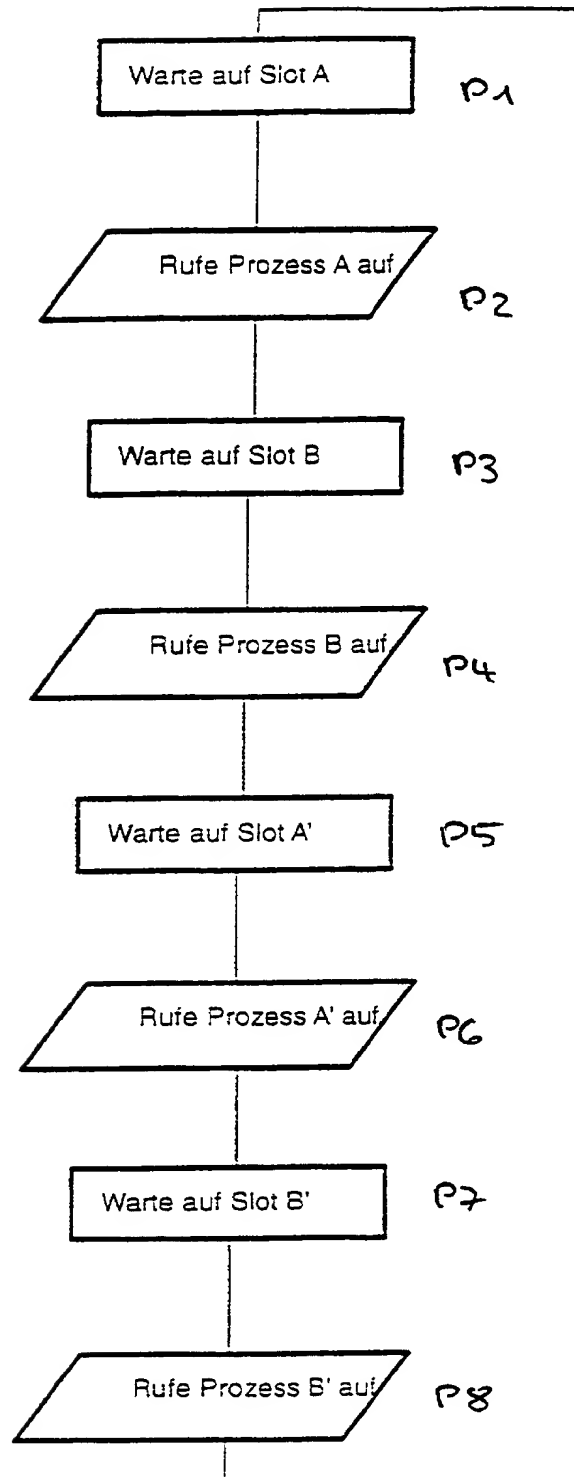 Warte auf Slot A
P1
Rufe Prozess A auf
P2
Warte auf Slot B
P3
Rufe Prozess B auf
P4
Warte auf Slot A'
P5
Rufe Prozess A' auf
P6
Warte auf Slot B'
P7
Rufe Prozess B' auf
P8